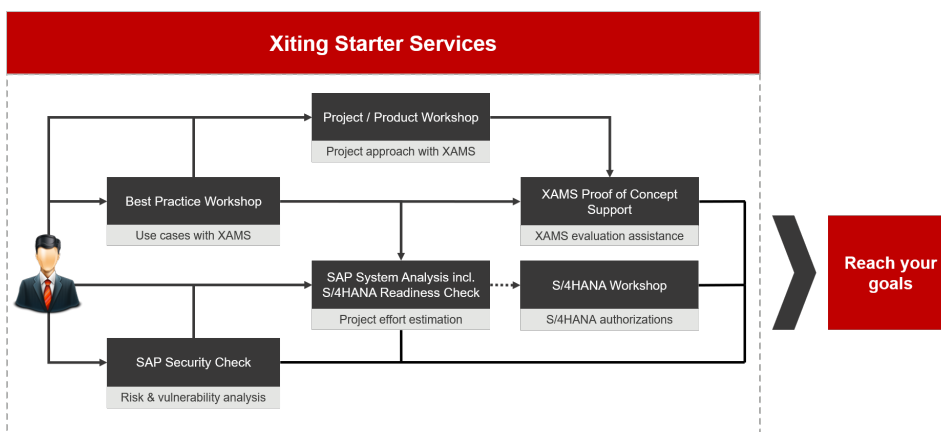 Xiting Starter Services
Project / Product Workshop
Project approach with XAMS
Best Practice Workshop
Use cases with XAMS
XAMS Proof of Concept
Support
XAMS evaluation assistance
SAP System Analysis incl.
S/4HANA Readiness Check
Project effort estimation
S/4HANA Workshop
S/4HANA authorizations
SAP Security Check
Risk & vulnerability analysis
Reach your
goals